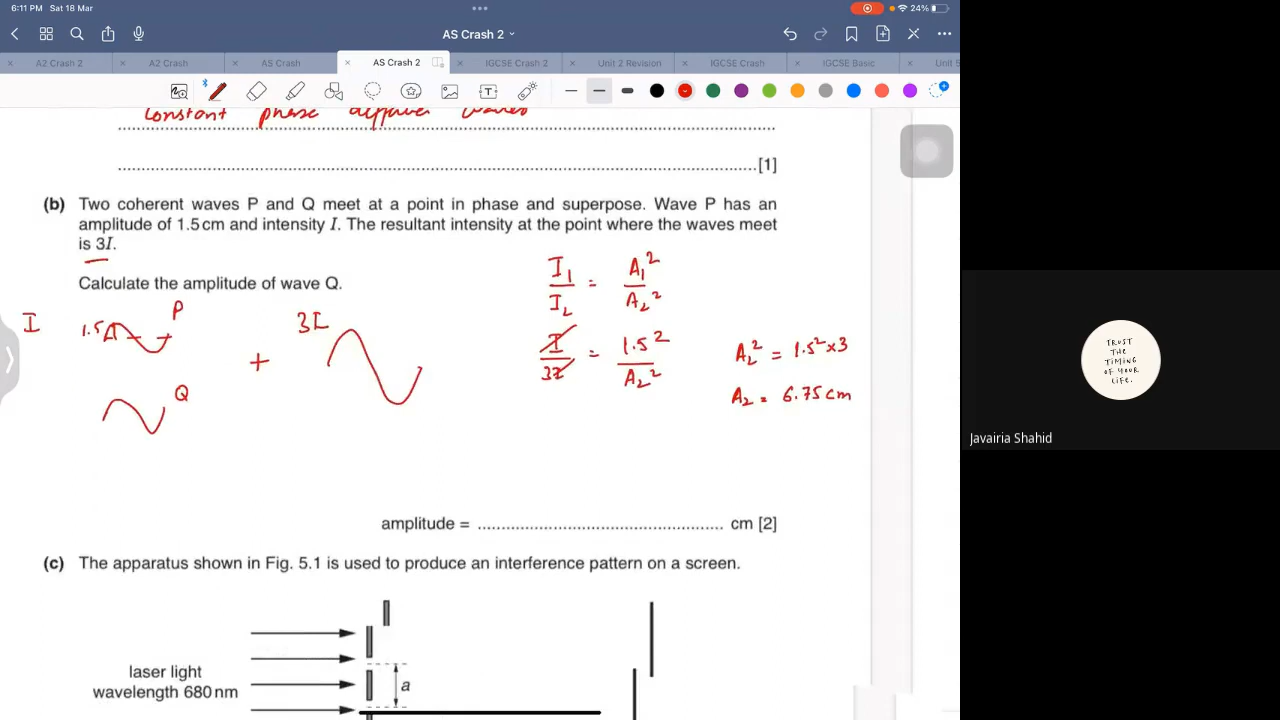 6:11 PM Sat 18 Mar
24%
AS Crash 2
A2 Crash 2
A2 Crash
AS Crash
AS Crash 2
IGCSE Crash 2
Unit 2 Revision
IGCSE Crash
IGCSE Basic
Unit 5
constant phase waves
[1]
(b) Two coherent waves P and Q meet at a point in phase and superpose. Wave P has an
amplitude of 1.5 cm and intensity I. The resultant intensity at the point where the waves meet
is 3I.
Calculate the amplitude of wave Q.
I₁/I₂ = A₁²/A₂²
I
1.5 P
+
3I
I/3I = 1.5²/A₂²
A₂² = 1.5² × 3
Q
A₂ = 6.75 cm
amplitude = ................................................ cm [2]
(c) The apparatus shown in Fig. 5.1 is used to produce an interference pattern on a screen.
laser light
wavelength 680 nm
a
TRUST
THE
TIMING
OF YOUR
LIFE.
Javairia Shahid